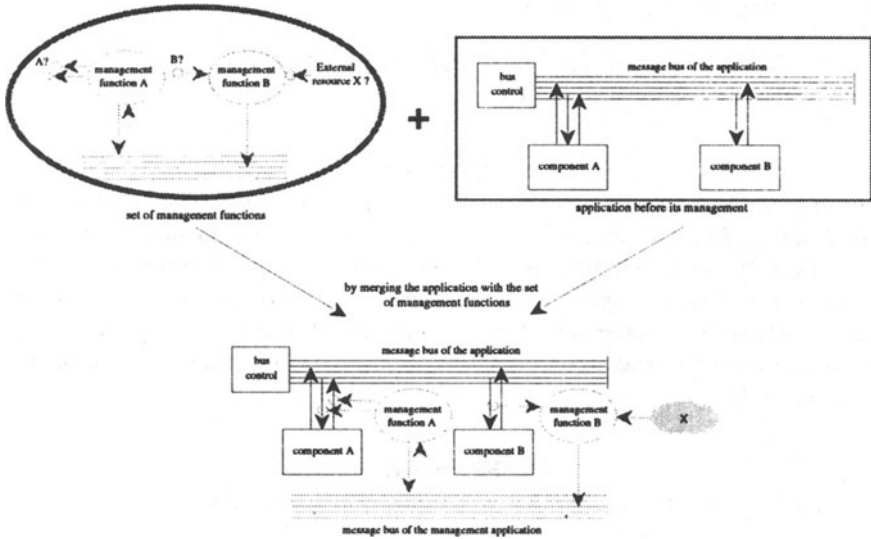 A?
management
function A
B?
management
function B
External
resource X ?
set of management functions
+
message bus of the application
bus
control
component A
component B
application before its management
by merging the application with the set
of management functions
message bus of the application
bus
control
management
function A
management
function B
X
component A
component B
message bus of the management application